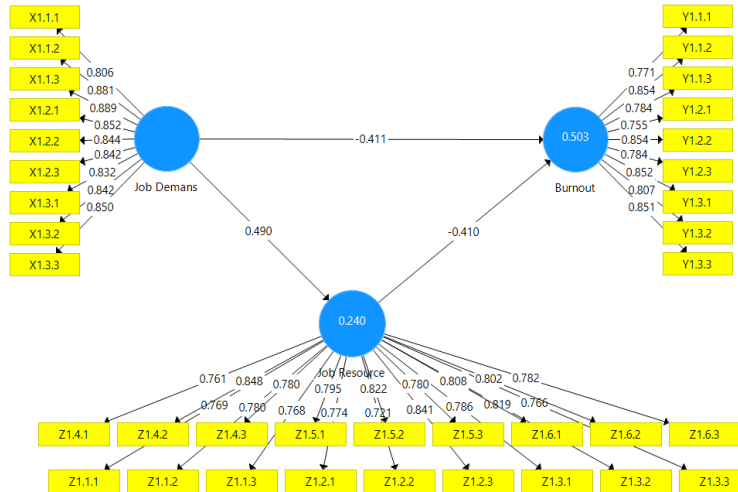 X1.1.1
X1.1.2
X1.1.3
X1.2.1
X1.2.2
X1.2.3
X1.3.1
X1.3.2
X1.3.3
0.806
0.881
0.889
0.852
0.844
0.842
0.832
0.842
0.850
Job Demans
-0.411
0.490
-0.410
0.503
Burnout
0.771
0.854
0.784
0.755
0.854
0.784
0.852
0.807
0.851
Y1.1.1
Y1.1.2
Y1.1.3
Y1.2.1
Y1.2.2
Y1.2.3
Y1.3.1
Y1.3.2
Y1.3.3
0.240
Job Resource
0.761 0.848 0.780 0.795 0.822 0.780 0.808 0.802 0.782
0.769 0.780 0.768 0.774 0.721 0.841 0.786 0.819 0.766
Z1.4.1 Z1.4.2 Z1.4.3 Z1.5.1 Z1.5.2 Z1.5.3 Z1.6.1 Z1.6.2 Z1.6.3
Z1.1.1 Z1.1.2 Z1.1.3 Z1.2.1 Z1.2.2 Z1.2.3 Z1.3.1 Z1.3.2 Z1.3.3